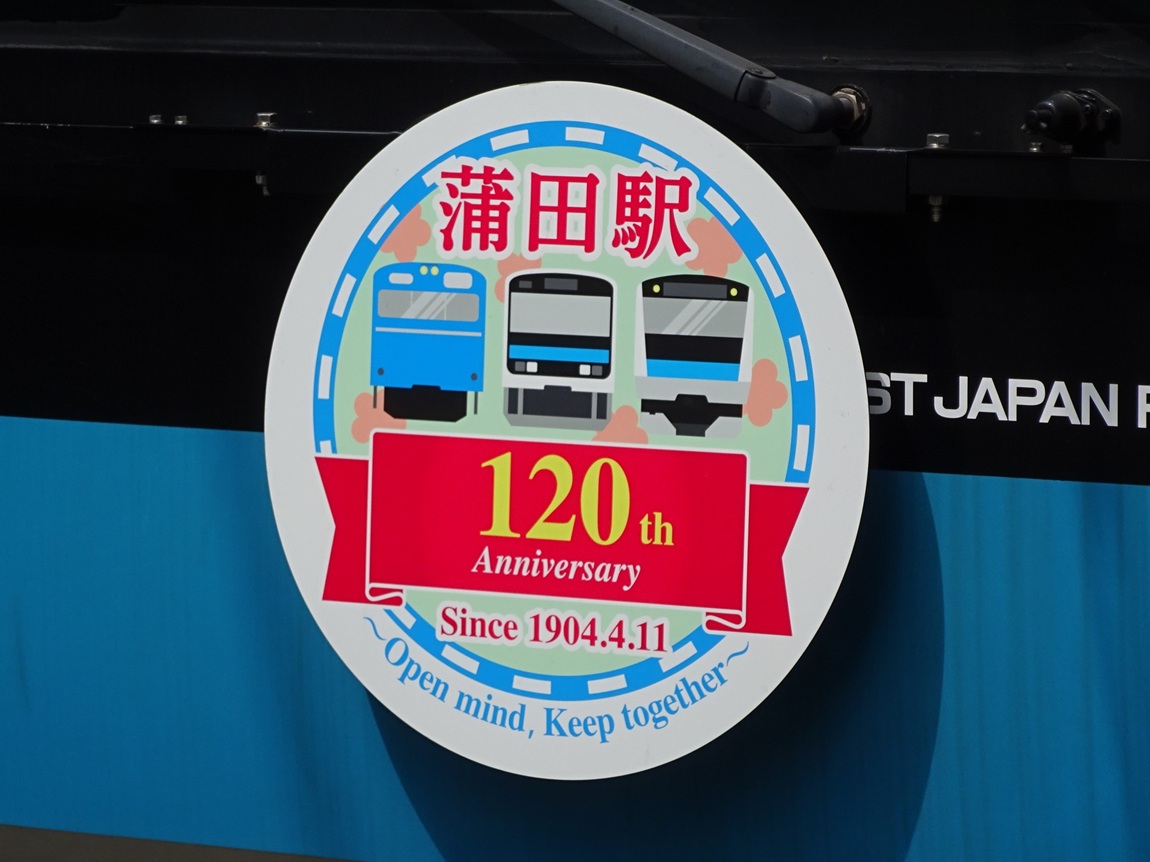 蒲田駅
120th
Anniversary
Since 1904.4.11
~Open mind, Keep together~
ST JAPAN